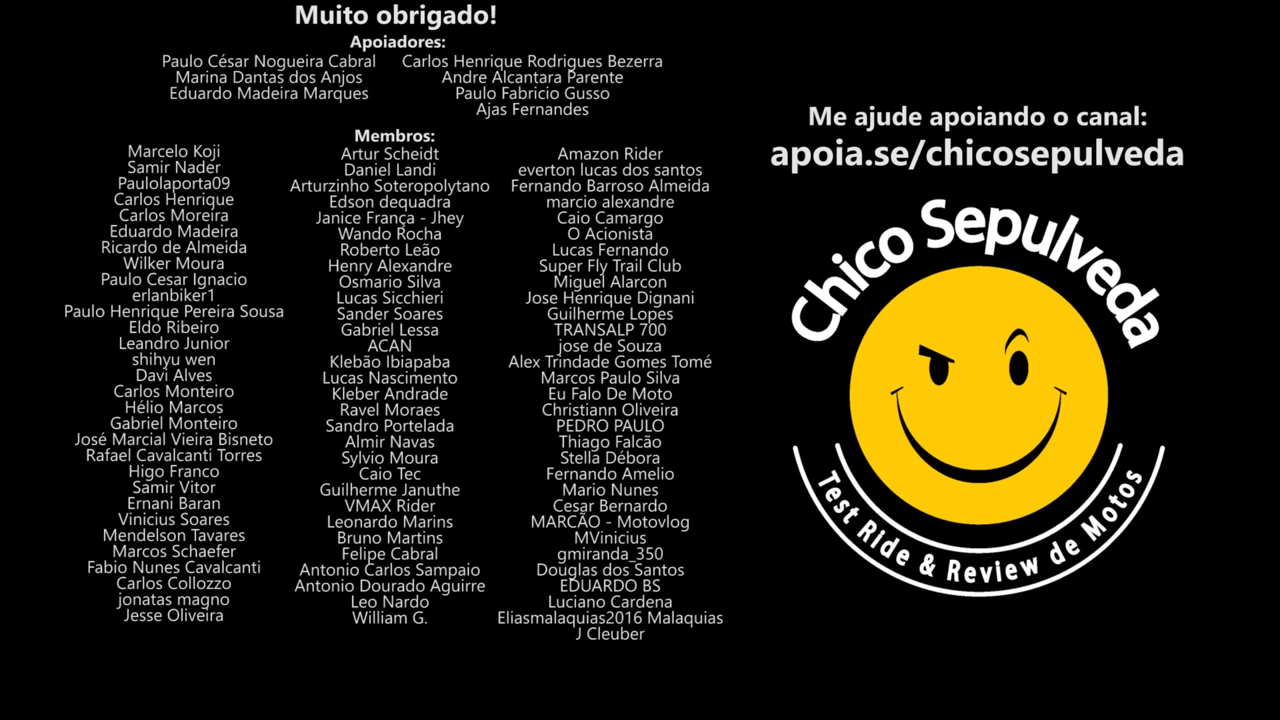 Muito obrigado!
Apoiadores:
Paulo César Nogueira Cabral
Marina Dantas dos Anjos
Eduardo Madeira Marques
Carlos Henrique Rodrigues Bezerra
Andre Alcantara Parente
Paulo Fabricio Gusso
Ajas Fernandes
Membros:
Marcelo Koji
Samir Nader
Paulolaporta09
Carlos Henrique
Carlos Moreira
Eduardo Madeira
Ricardo de Almeida
Wilker Moura
Paulo Cesar Ignacio
erlanbiker1
Paulo Henrique Pereira Sousa
Eldo Ribeiro
Leandro Junior
shihyu wen
Davi Alves
Carlos Monteiro
Hélio Marcos
Gabriel Monteiro
José Marcial Vieira Bisneto
Rafael Cavalcanti Torres
Higo Franco
Samir Vitor
Ernani Baran
Vinicius Soares
Mendelson Tavares
Marcos Schaefer
Fabio Nunes Cavalcanti
Carlos Collozzo
jonatas magno
Jesse Oliveira
Artur Scheidt
Daniel Landi
Arturzinho Soteropolytano
Edson dequadra
Janice França - Jhey
Wando Rocha
Roberto Leão
Henry Alexandre
Osmario Silva
Lucas Sicchieri
Sander Soares
Gabriel Lessa
ACAN
Klebão Ibiapaba
Lucas Nascimento
Kleber Andrade
Ravel Moraes
Sandro Portelada
Almir Navas
Sylvio Moura
Caio Tec
Guilherme Januthe
VMAX Rider
Leonardo Marins
Bruno Martins
Felipe Cabral
Antonio Carlos Sampaio
Antonio Dourado Aguirre
Leo Nardo
William G.
Amazon Rider
everton lucas dos santos
Fernando Barroso Almeida
marcio alexandre
Caio Camargo
O Acionista
Lucas Fernando
Super Fly Trail Club
Miguel Alarcon
Jose Henrique Dignani
Guilherme Lopes
TRANSALP 700
jose de Souza
Alex Trindade Gomes Tomé
Marcos Paulo Silva
Eu Falo De Moto
Christiann Oliveira
PEDRO PAULO
Thiago Falcão
Stella Débora
Fernando Amelio
Mario Nunes
Cesar Bernardo
MARCÃO - Motovlog
MVinicius
gmiranda_350
Douglas dos Santos
EDUARDO BS
Luciano Cardena
Eliasmalaquias2016 Malaquias
J Cleuber
Me ajude apoiando o canal:
apoia.se/chicosepulveda
Chico Sepulveda
Test Ride & Review de Motos